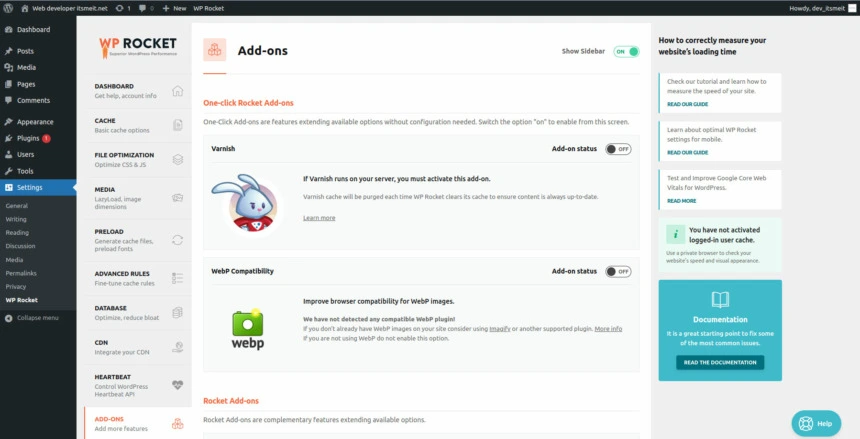 Web developer itsmeit.net
1
0
New
WP Rocket
Howdy, dev_itsmeit
Dashboard
Posts
Media
Pages
Comments
Appearance
Plugins 1
Users
Tools
Settings
General
Writing
Reading
Discussion
Media
Permalinks
Privacy
WP Rocket
Collapse menu
WP ROCKET
Superior WordPress Performance
DASHBOARD
Get help, account info
CACHE
Basic cache options
FILE OPTIMIZATION
Optimize CSS & JS
MEDIA
LazyLoad, image
dimensions
PRELOAD
Generate cache files,
preload fonts
ADVANCED RULES
Fine-tune cache rules
DATABASE
Optimize, reduce bloat
CDN
Integrate your CDN
HEARTBEAT
Control WordPress
Heartbeat API
ADD-ONS
Add more features
Add-ons
Show Sidebar
ON
One-click Rocket Add-ons
One-Click Add-ons are features extending available options without configuration needed. Switch the option "on" to enable from this screen.
Varnish
Add-on status
OFF
If Varnish runs on your server, you must activate this add-on.
Varnish cache will be purged each time WP Rocket clears its cache to ensure content is always up-to-date.
Learn more
WebP Compatibility
Add-on status
OFF
webp
Improve browser compatibility for WebP images.
We have not detected any compatible WebP plugin!
If you don't already have WebP images on your site consider using Imagify or another supported plugin. More info
If you are not using WebP do not enable this option.
Rocket Add-ons
Rocket Add-ons are complementary features extending available options.
How to correctly measure your
website's loading time
Check our tutorial and learn how to
measure the speed of your site.
READ OUR GUIDE
Learn about optimal WP Rocket
settings for mobile.
READ OUR GUIDE
Test and Improve Google Core Web
Vitals for WordPress.
READ MORE
You have not activated
logged-in user cache.
Use a private browser to check your
website's speed and visual appearance.
Documentation
It is a great starting point to fix some
of the most common issues.
READ THE DOCUMENTATION
Help